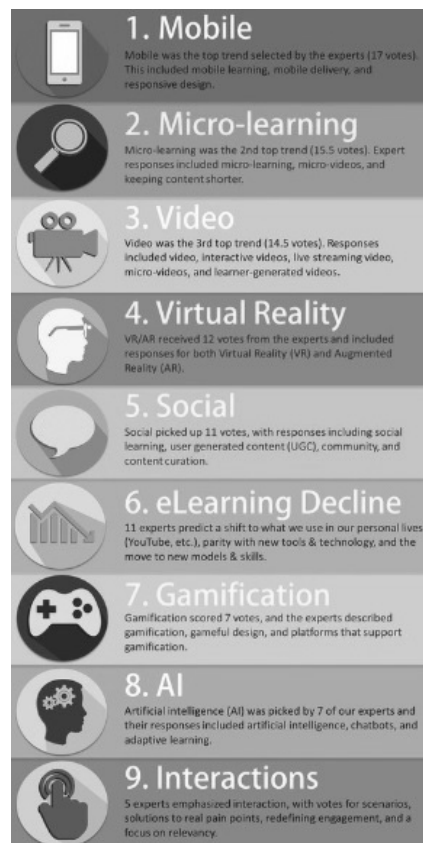 1. Mobile
Mobile was the top trend selected by the experts (17 votes).
This included mobile learning, mobile delivery, and
responsive design.
2. Micro-learning
Micro-learning was the 2nd top trend (15.5 votes). Expert
responses included micro-learning, micro-videos, and
keeping content shorter.
3. Video
Video was the 3rd top trend (14.5 votes). Responses
included video, interactive videos, live streaming video,
micro-videos, and learner-generated videos.
4. Virtual Reality
VR/AR received 12 votes from the experts and included
responses for both Virtual Reality (VR) and Augmented
Reality (AR).
5. Social
Social picked up 11 votes, with responses including social
learning, user generated content (UGC), community, and
content curation.
6. eLearning Decline
11 experts predict a shift to what we use in our personal lives
(YouTube, etc.), parity with new tools & technology, and the
move to new models & skills.
7. Gamification
Gamification scored 7 votes, and the experts described
gamification, gameful design, and platforms that support
gamification.
8. AI
Artificial intelligence (AI) was picked by 7 of our experts and
their responses included artificial intelligence, chatbots, and
adaptive learning.
9. Interactions
5 experts emphasized interaction, with votes for scenarios,
solutions to real pain points, redefining engagement, and a
focus on relevancy.